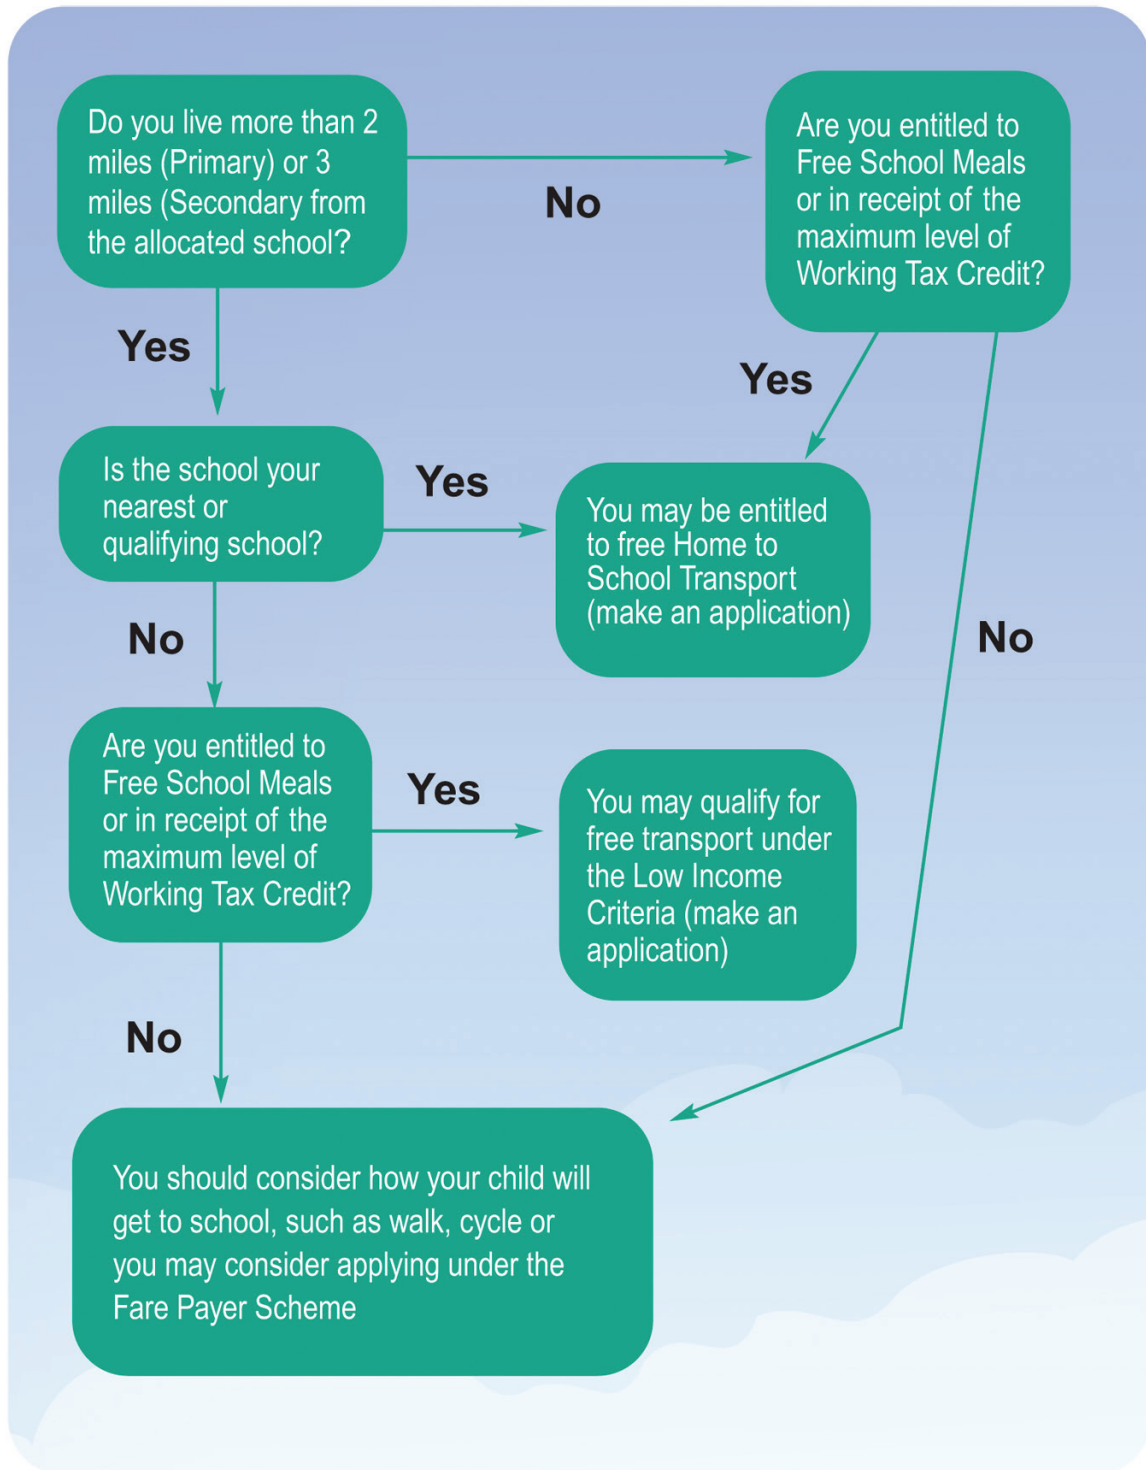 Do you live more than 2
miles (Primary) or 3
miles (Secondary from
the allocated school?
No
Are you entitled to
Free School Meals
or in receipt of the
maximum level of
Working Tax Credit?
Yes
Yes
Is the school your
nearest or
qualifying school?
Yes
You may be entitled
to free Home to
School Transport
(make an application)
No
No
Are you entitled to
Free School Meals
or in receipt of the
maximum level of
Working Tax Credit?
Yes
You may qualify for
free transport under
the Low Income
Criteria (make an
application)
No
You should consider how your child will
get to school, such as walk, cycle or
you may consider applying under the
Fare Payer Scheme